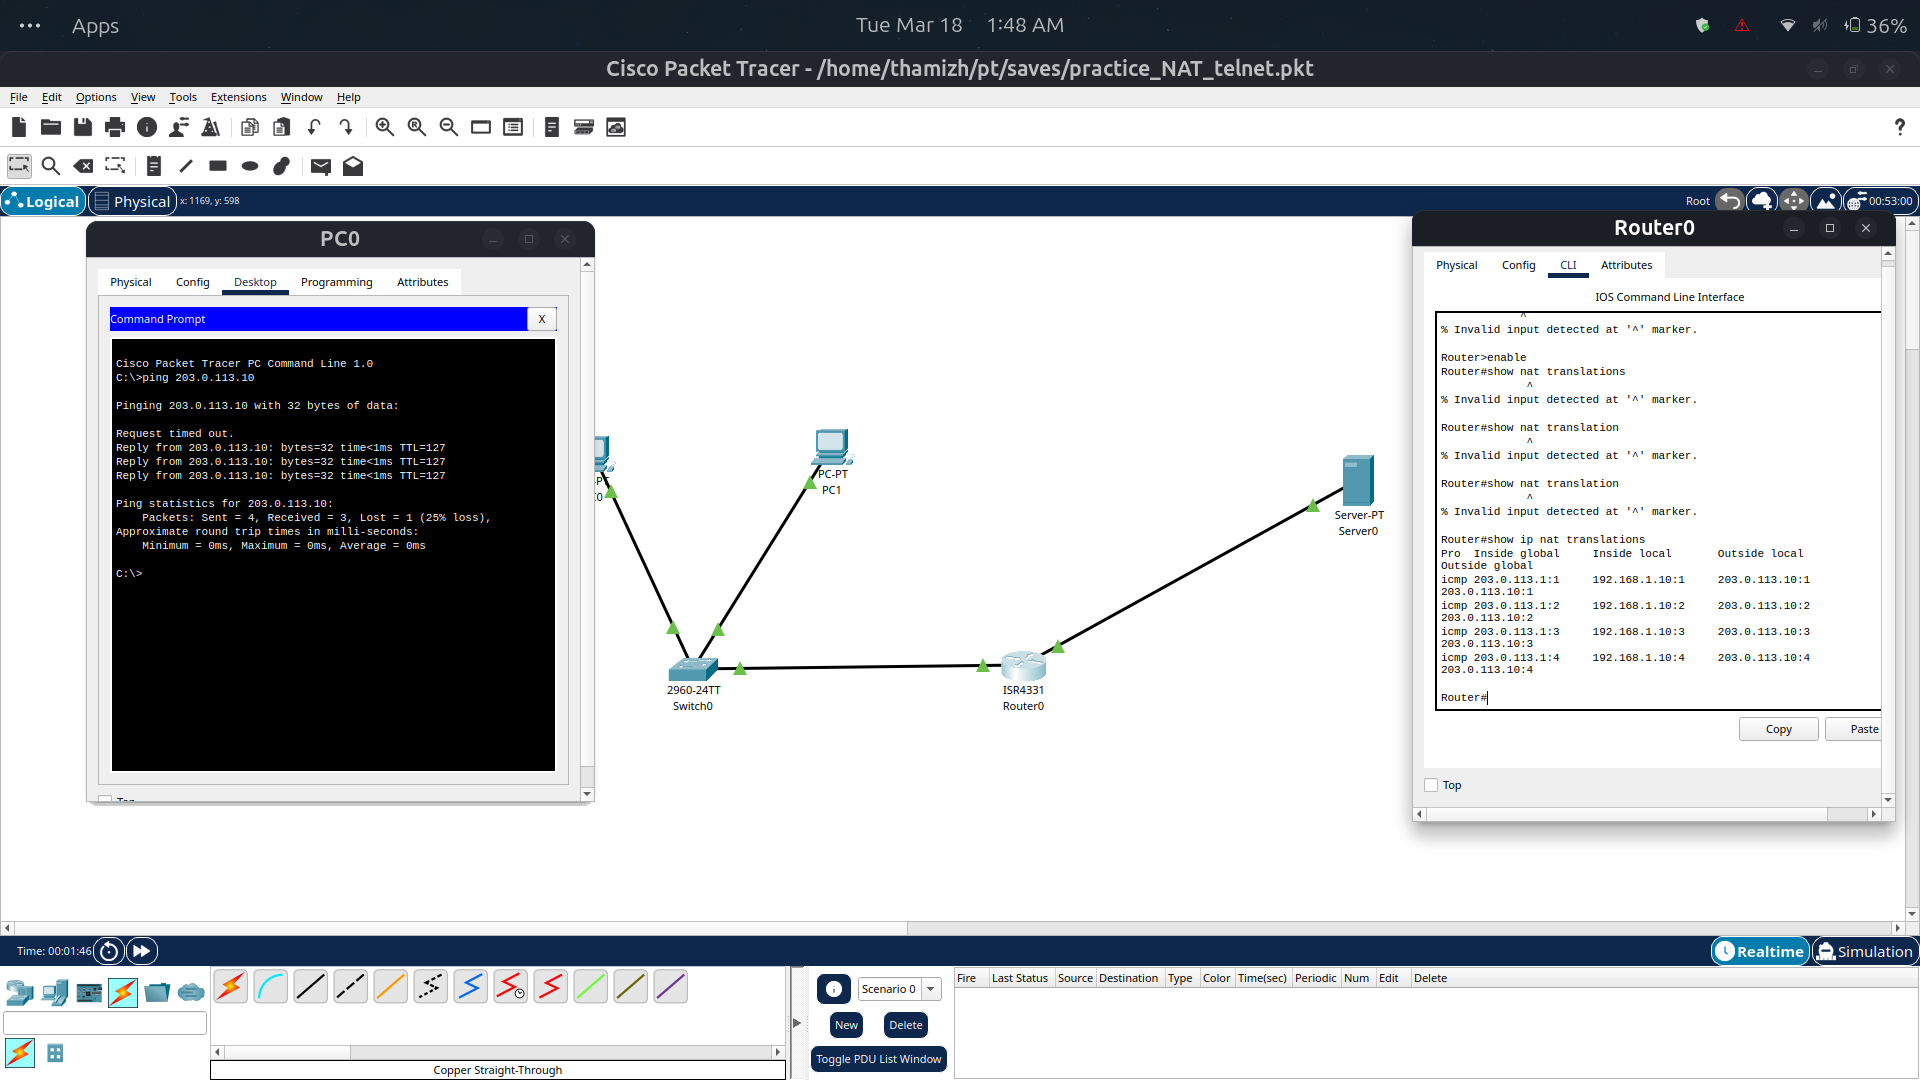 Apps
Tue Mar 18 1:48 AM
36%
Cisco Packet Tracer - /home/thamizh/pt/saves/practice_NAT_telnet.pkt
File Edit Options View Tools Extensions Window Help
?
Logical Physical x: 1169, y: 598
Root 00:53:00
PC0
Physical Config Desktop Programming Attributes
Command Prompt X
Cisco Packet Tracer PC Command Line 1.0
C:\>ping 203.0.113.10
Pinging 203.0.113.10 with 32 bytes of data:
Request timed out.
Reply from 203.0.113.10: bytes=32 time<1ms TTL=127
Reply from 203.0.113.10: bytes=32 time<1ms TTL=127
Reply from 203.0.113.10: bytes=32 time<1ms TTL=127
Ping statistics for 203.0.113.10:
Packets: Sent = 4, Received = 3, Lost = 1 (25% loss),
Approximate round trip times in milli-seconds:
Minimum = 0ms, Maximum = 0ms, Average = 0ms
C:\>
PC-PT
PC1
Server-PT
Server0
2960-24TT
Switch0
ISR4331
Router0
Router0
Physical Config CLI Attributes
IOS Command Line Interface
^
% Invalid input detected at '^' marker.
Router>enable
Router#show nat translations
^
% Invalid input detected at '^' marker.
Router#show nat translation
^
% Invalid input detected at '^' marker.
Router#show nat translation
^
% Invalid input detected at '^' marker.
Router#show ip nat translations
Pro Inside global Inside local Outside local
Outside global
icmp 203.0.113.1:1 192.168.1.10:1 203.0.113.10:1
203.0.113.10:1
icmp 203.0.113.1:2 192.168.1.10:2 203.0.113.10:2
203.0.113.10:2
icmp 203.0.113.1:3 192.168.1.10:3 203.0.113.10:3
203.0.113.10:3
icmp 203.0.113.1:4 192.168.1.10:4 203.0.113.10:4
203.0.113.10:4
Router#
Copy Paste
Top
Time: 00:01:46
Realtime Simulation
Scenario 0
New Delete
Toggle PDU List Window
Fire Last Status Source Destination Type Color Time(sec) Periodic Num Edit Delete
Copper Straight-Through